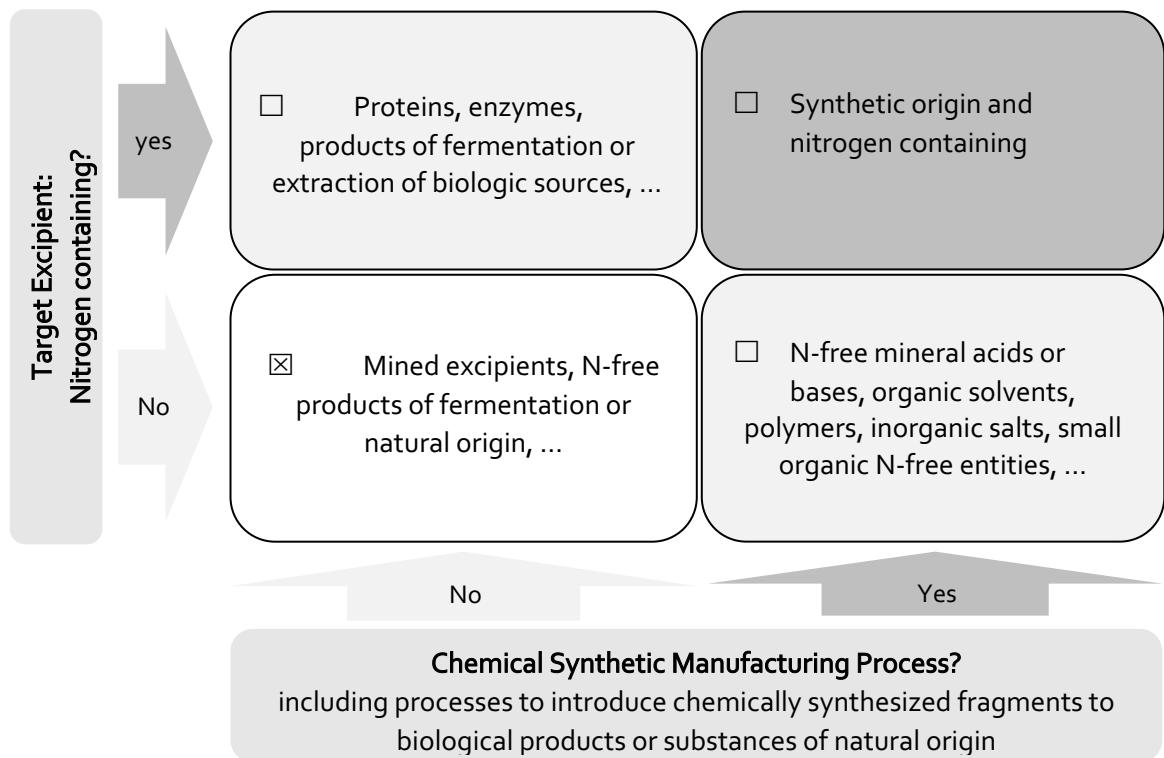 Target Excipient:
Nitrogen containing?
yes
☐ Proteins, enzymes,
products of fermentation or
extraction of biologic sources, ...
☐ Synthetic origin and
nitrogen containing
No
☒ Mined excipients, N-free
products of fermentation or
natural origin, ...
☐ N-free mineral acids or
bases, organic solvents,
polymers, inorganic salts, small
organic N-free entities, ...
No
Yes
Chemical Synthetic Manufacturing Process?
including processes to introduce chemically synthesized fragments to
biological products or substances of natural origin